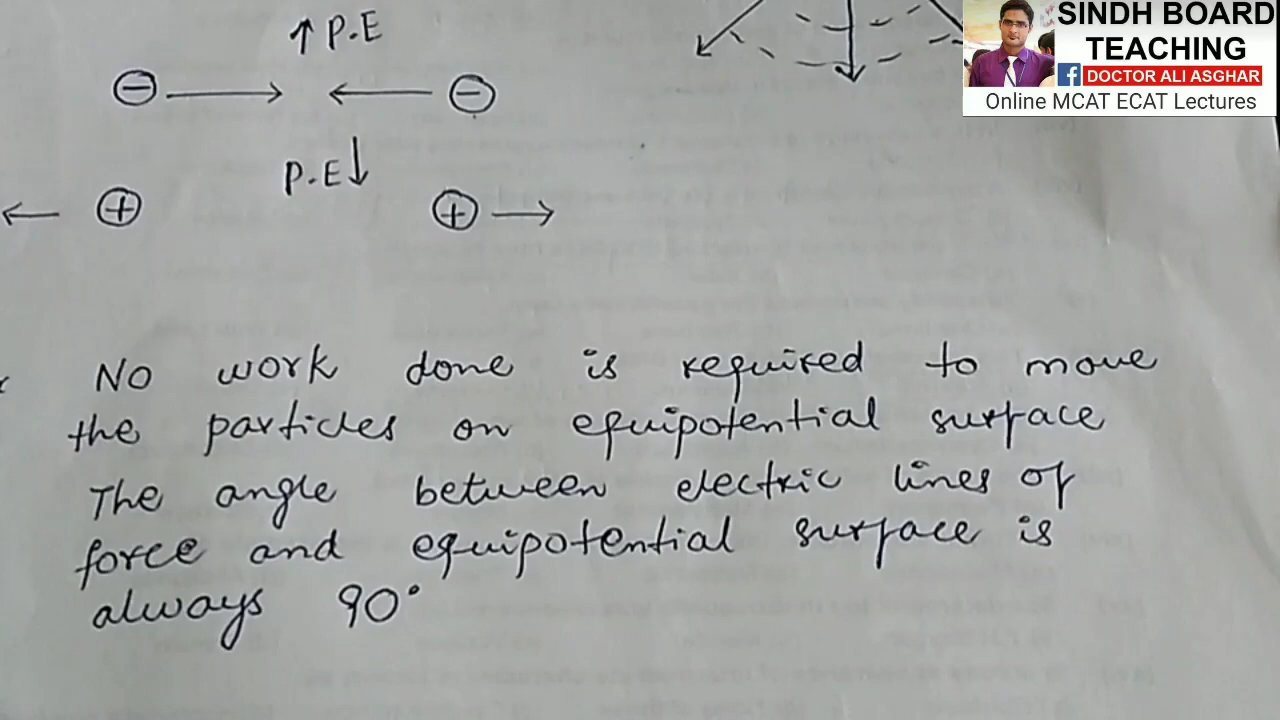 SINDH BOARD
TEACHING
DOCTOR ALI ASGHAR
Online MCAT ECAT Lectures
↑ P.E
⊖ → ← ⊖
P.E↓
← ⊕ ⊕ →
No work done is required to move
the particles on equipotential surface
The angle between electric lines of
force and equipotential surface is
always 90°